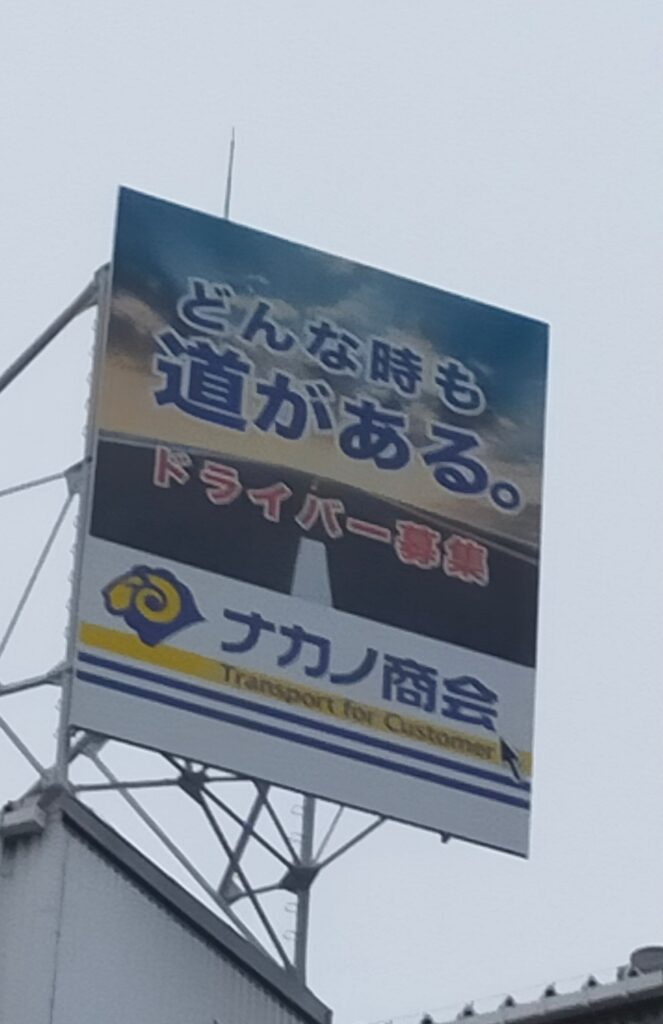 どんな時も
道がある。
ドライバー募集
ナカノ商会
Transport for Customer